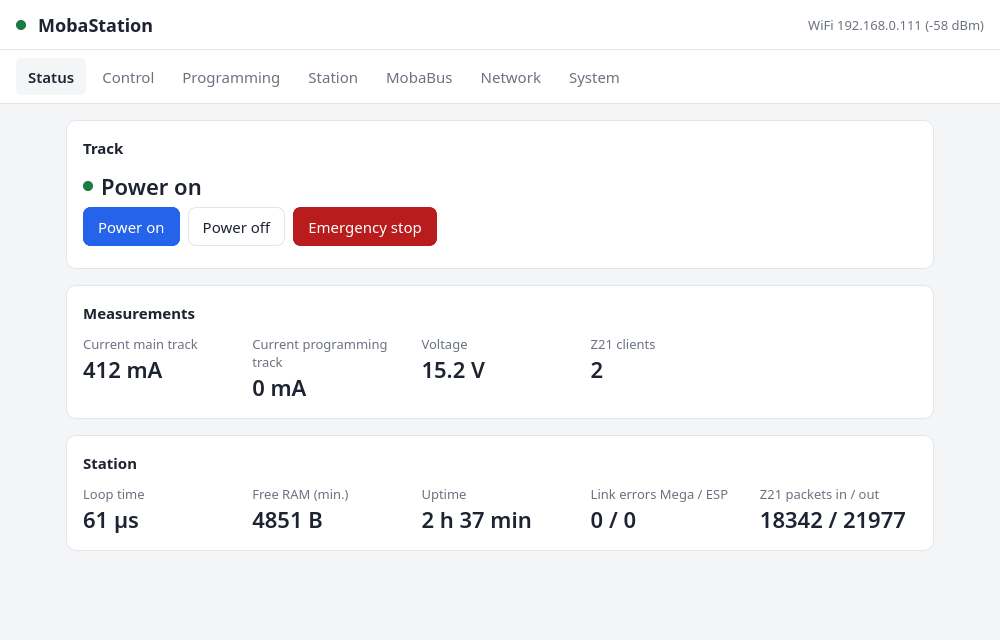 MobaStation
WiFi 192.168.0.111 (-58 dBm)
Status
Control
Programming
Station
MobaBus
Network
System
Track
Power on
Power on
Power off
Emergency stop
Measurements
Current main track
412 mA
Current programming
track
0 mA
Voltage
15.2 V
Z21 clients
2
Station
Loop time
61 µs
Free RAM (min.)
4851 B
Uptime
2 h 37 min
Link errors Mega / ESP
0 / 0
Z21 packets in / out
18342 / 21977